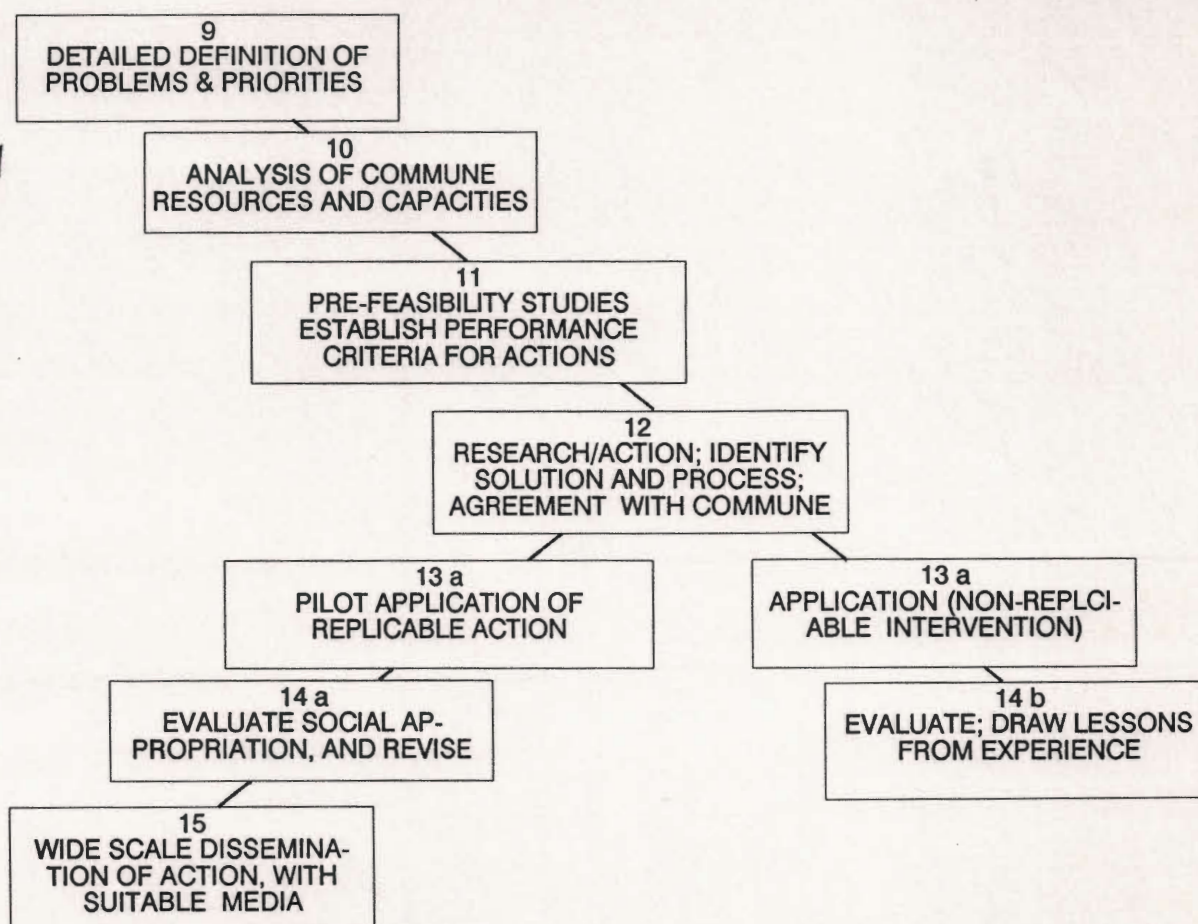 9
DETAILED DEFINITION OF
PROBLEMS & PRIORITIES
10
ANALYSIS OF COMMUNE
RESOURCES AND CAPACITIES
11
PRE-FEASIBILITY STUDIES
ESTABLISH PERFORMANCE
CRITERIA FOR ACTIONS
12
RESEARCH/ACTION; IDENTIFY
SOLUTION AND PROCESS;
AGREEMENT WITH COMMUNE
13 a
PILOT APPLICATION OF
REPLICABLE ACTION
13 a
APPLICATION (NON-REPLCI-
ABLE INTERVENTION)
14 a
EVALUATE SOCIAL AP-
PROPRIATION, AND REVISE
14 b
EVALUATE; DRAW LESSONS
FROM EXPERIENCE
15
WIDE SCALE DISSEMINA-
TION OF ACTION, WITH
SUITABLE MEDIA